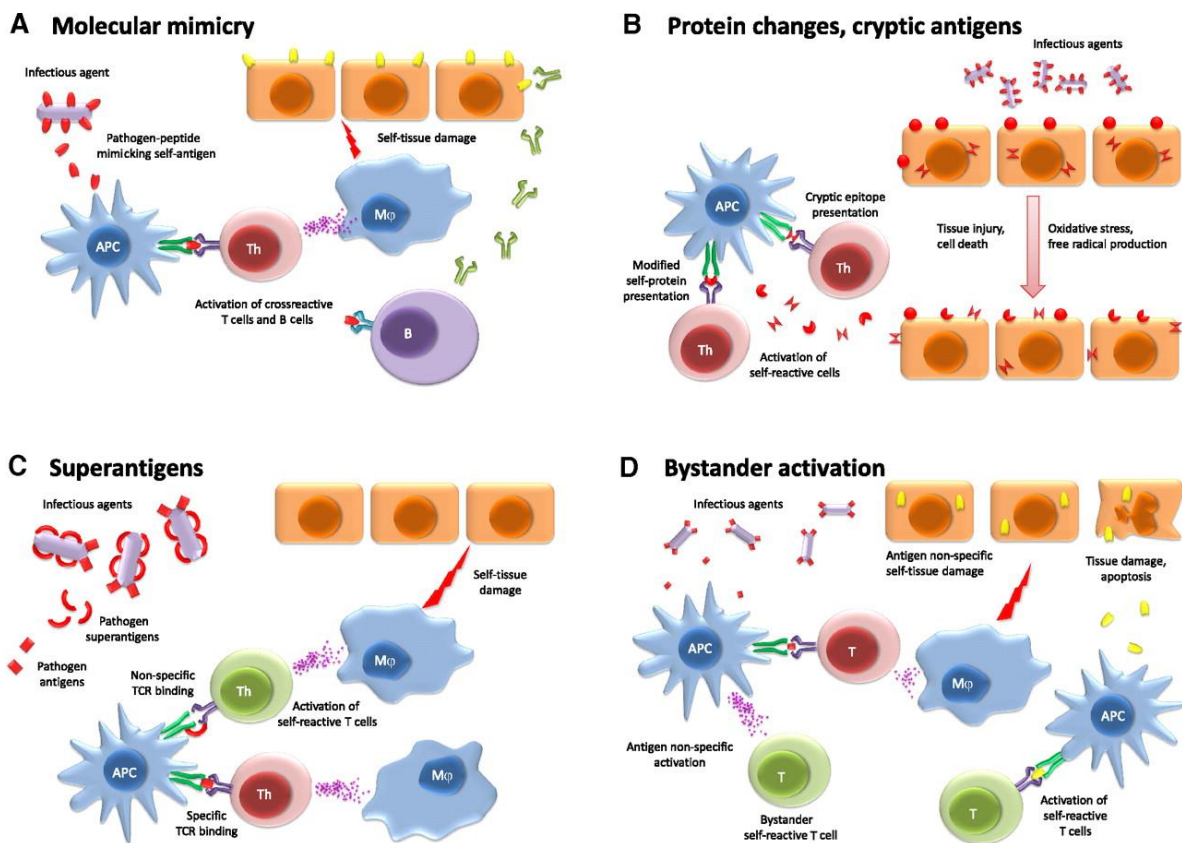 A Molecular mimicry
Infectious agent
Pathogen-peptide
mimicking self-antigen
Self-tissue damage
APC
Th
Mφ
Activation of crossreactive
T cells and B cells
B
B Protein changes, cryptic antigens
Infectious agents
APC
Cryptic epitope
presentation
Th
Modified
self-protein
presentation
Th
Tissue injury,
cell death
Oxidative stress,
free radical production
Activation of
self-reactive cells
C Superantigens
Infectious agents
Pathogen
superantigens
Pathogen
antigens
Self-tissue
damage
Non-specific
TCR binding
Th
Mφ
Activation of
self-reactive T cells
APC
Th
Mφ
Specific
TCR binding
D Bystander activation
Infectious agents
Antigen non-specific
self-tissue damage
Tissue damage,
apoptosis
APC
T
Mφ
APC
Antigen non-specific
activation
T
Bystander
self-reactive T cell
T
Activation of
self-reactive
T cells